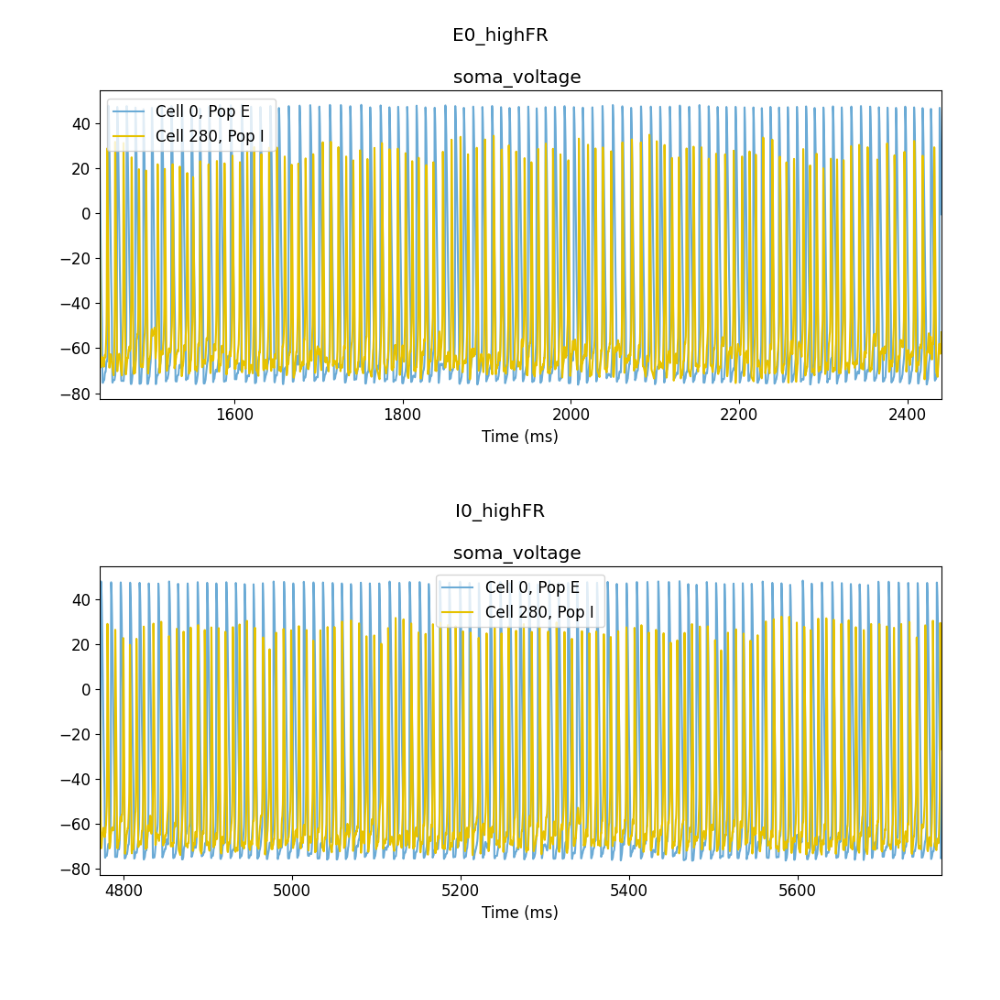 E0_highFR
soma_voltage
Cell 0, Pop E
Cell 280, Pop I
40
20
0
−20
−40
−60
−80
1600 1800 2000 2200 2400
Time (ms)
I0_highFR
soma_voltage
Cell 0, Pop E
Cell 280, Pop I
40
20
0
−20
−40
−60
−80
4800 5000 5200 5400 5600
Time (ms)